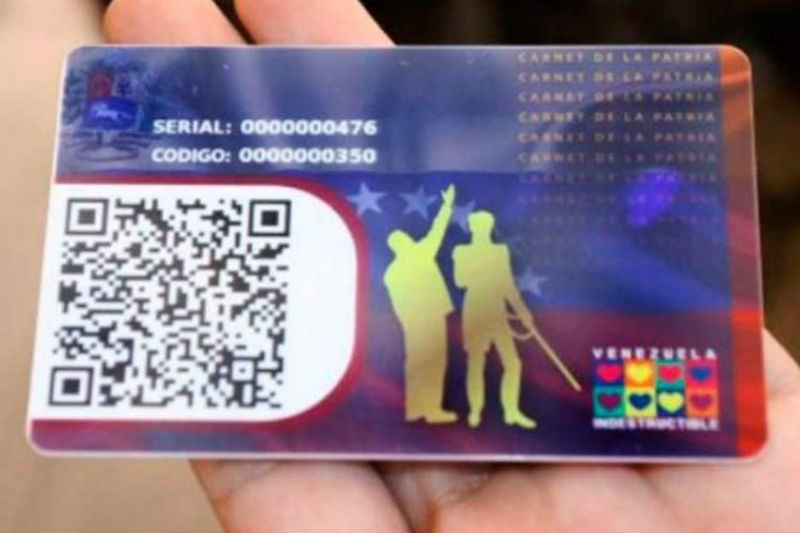 CARNET DE LA PATRIA
CARNET DE LA PATRIA
CARNET DE LA PATRIA
CARNET DE LA PATRIA
CARNET DE LA PATRIA
CARNET DE LA PATRIA
CARNET DE LA PATRIA
SERIAL: 0000000476
CODIGO: 0000000350
VENEZUELA
INDESTRUCTIBLE